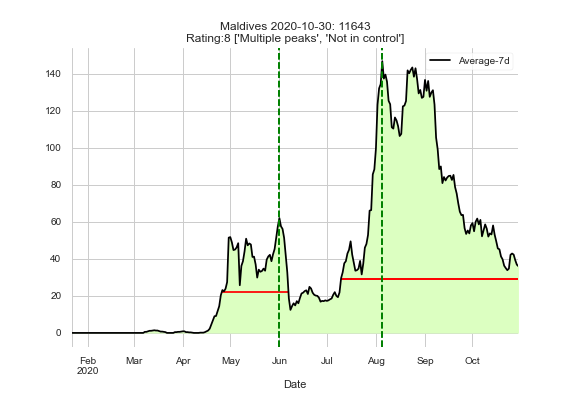 Maldives 2020-10-30: 11643
Rating:8 ['Multiple peaks', 'Not in control']
Average-7d
140
120
100
80
60
40
20
0
Feb Mar Apr May Jun Jul Aug Sep Oct
2020
Date